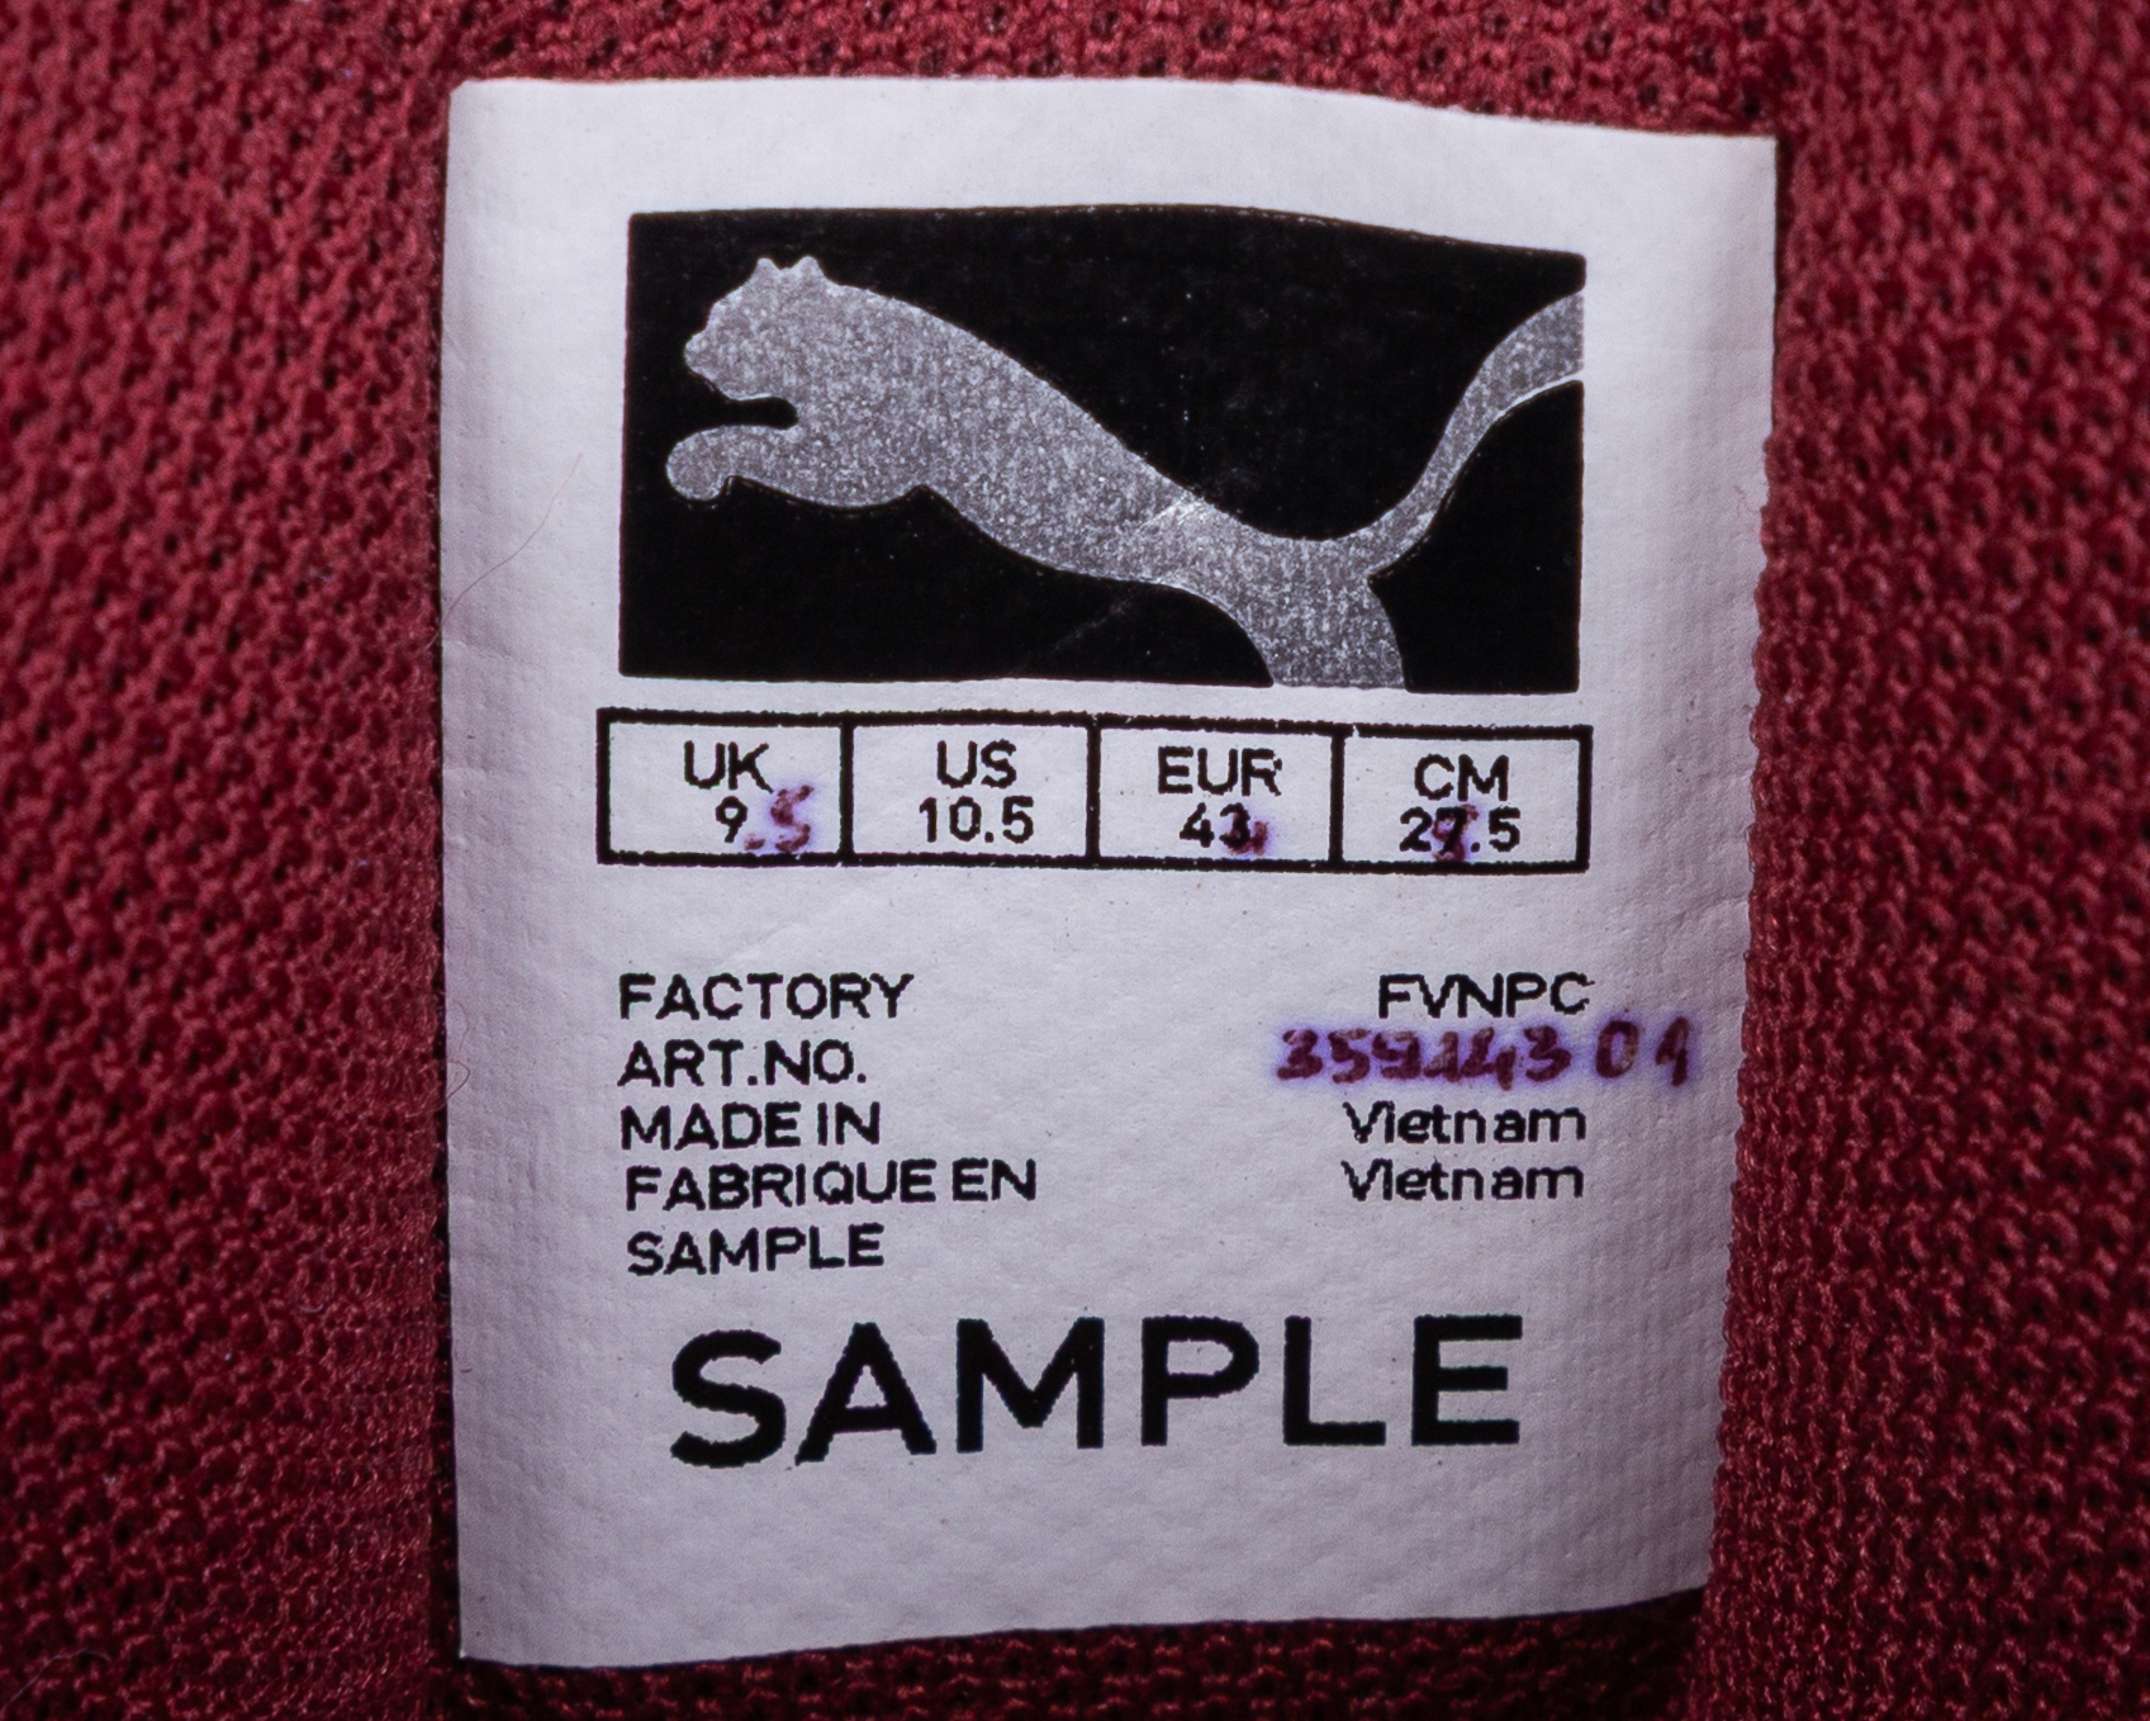 UK US EUR CM
9.5 10.5 43 27.5
FACTORY FVNPC
ART.NO. 01
MADE IN Vietnam
FABRIQUE EN Vietnam
SAMPLE
SAMPLE